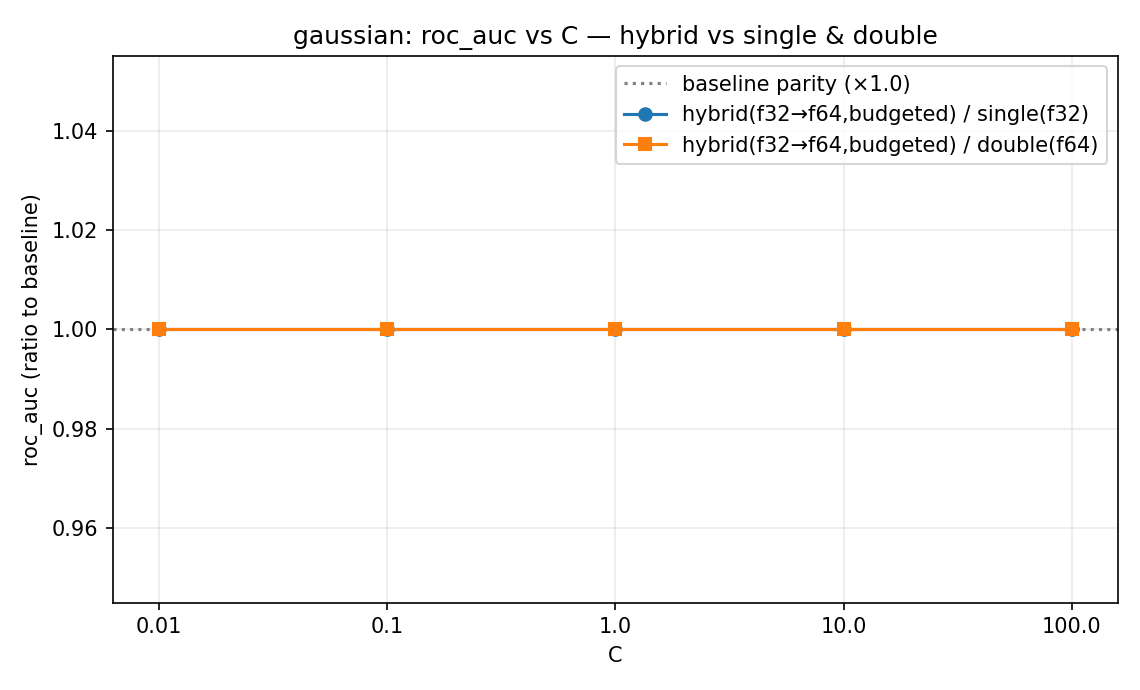 gaussian: roc_auc vs C — hybrid vs single & double
baseline parity (×1.0)
hybrid(f32→f64,budgeted) / single(f32)
hybrid(f32→f64,budgeted) / double(f64)
roc_auc (ratio to baseline)
1.04
1.02
1.00
0.98
0.96
0.01
0.1
1.0
10.0
100.0
C